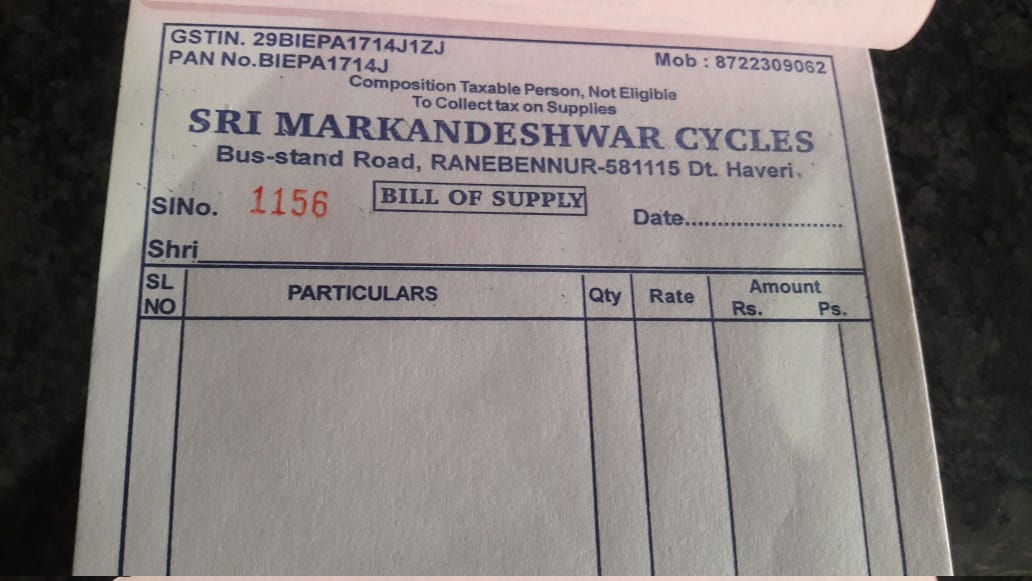 GSTIN. 29BIEPA1714J1ZJ
PAN No.BIEPA1714J
Mob : 8722309062
Composition Taxable Person, Not Eligible
To Collect tax on Supplies
SRI MARKANDESHWAR CYCLES
Bus-stand Road, RANEBENNUR-581115 Dt. Haveri.
SlNo. 1156 BILL OF SUPPLY Date........................
Shri
SL NO PARTICULARS Qty Rate Amount
Rs. Ps.